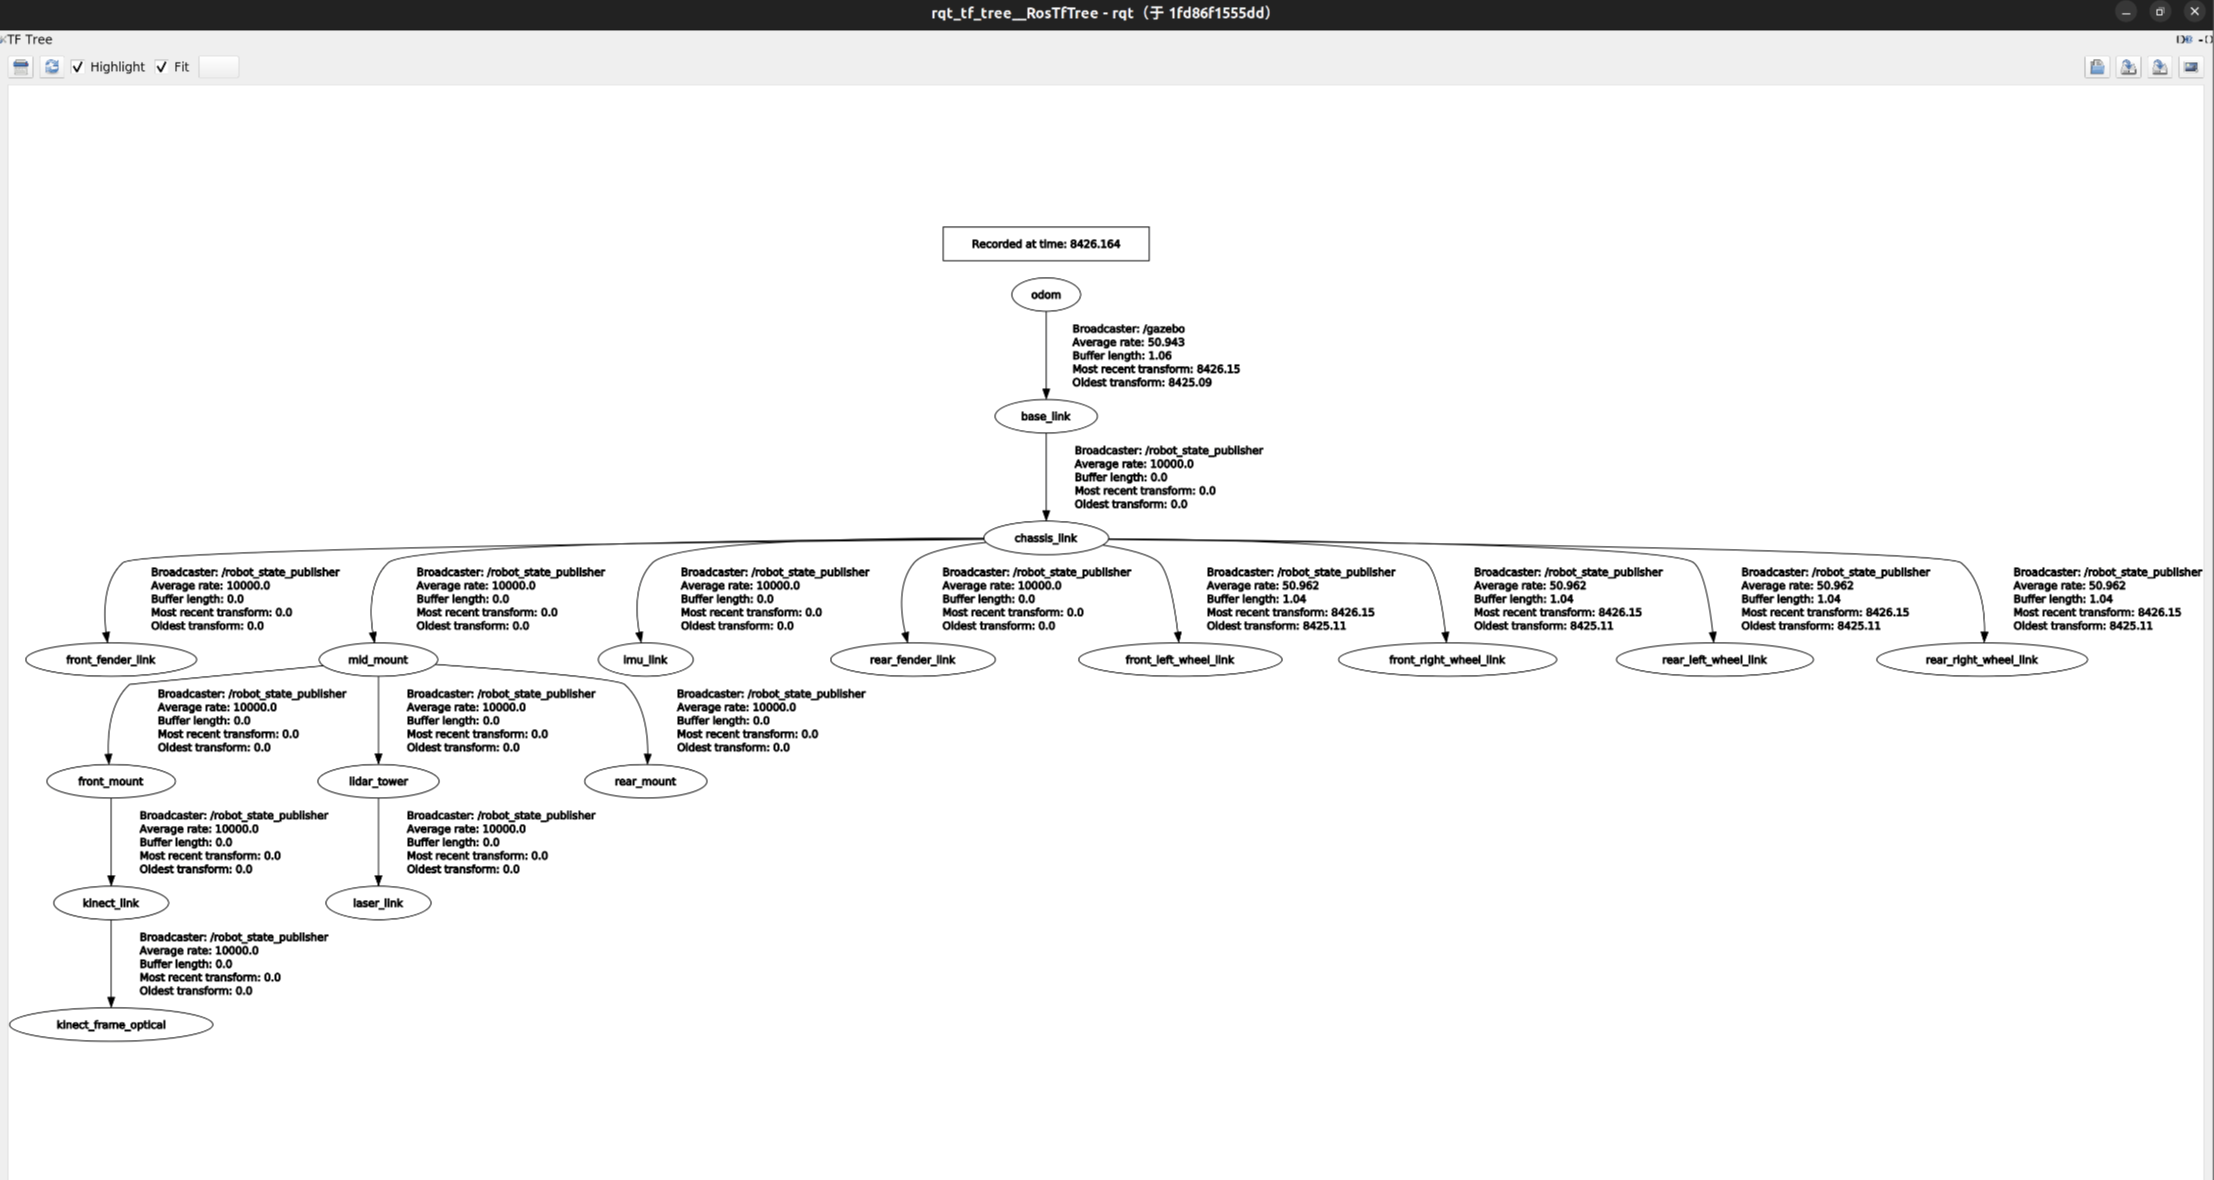 rqt_tf_tree__RosTfTree - rqt（于 1fd86f1555dd）
TF Tree
Highlight
Fit
Recorded at time: 8426.164
odom
Broadcaster: /gazebo
Average rate: 50.943
Buffer length: 1.06
Most recent transform: 8426.15
Oldest transform: 8425.09
base_link
Broadcaster: /robot_state_publisher
Average rate: 10000.0
Buffer length: 0.0
Most recent transform: 0.0
Oldest transform: 0.0
chassis_link
Broadcaster: /robot_state_publisher
Average rate: 10000.0
Buffer length: 0.0
Most recent transform: 0.0
Oldest transform: 0.0
Broadcaster: /robot_state_publisher
Average rate: 10000.0
Buffer length: 0.0
Most recent transform: 0.0
Oldest transform: 0.0
Broadcaster: /robot_state_publisher
Average rate: 10000.0
Buffer length: 0.0
Most recent transform: 0.0
Oldest transform: 0.0
Broadcaster: /robot_state_publisher
Average rate: 10000.0
Buffer length: 0.0
Most recent transform: 0.0
Oldest transform: 0.0
Broadcaster: /robot_state_publisher
Average rate: 50.962
Buffer length: 1.04
Most recent transform: 8426.15
Oldest transform: 8425.11
Broadcaster: /robot_state_publisher
Average rate: 50.962
Buffer length: 1.04
Most recent transform: 8426.15
Oldest transform: 8425.11
Broadcaster: /robot_state_publisher
Average rate: 50.962
Buffer length: 1.04
Most recent transform: 8426.15
Oldest transform: 8425.11
Broadcaster: /robot_state_publisher
Average rate: 50.962
Buffer length: 1.04
Most recent transform: 8426.15
Oldest transform: 8425.11
front_fender_link
mid_mount
imu_link
rear_fender_link
front_left_wheel_link
front_right_wheel_link
rear_left_wheel_link
rear_right_wheel_link
Broadcaster: /robot_state_publisher
Average rate: 10000.0
Buffer length: 0.0
Most recent transform: 0.0
Oldest transform: 0.0
Broadcaster: /robot_state_publisher
Average rate: 10000.0
Buffer length: 0.0
Most recent transform: 0.0
Oldest transform: 0.0
Broadcaster: /robot_state_publisher
Average rate: 10000.0
Buffer length: 0.0
Most recent transform: 0.0
Oldest transform: 0.0
front_mount
lidar_tower
rear_mount
Broadcaster: /robot_state_publisher
Average rate: 10000.0
Buffer length: 0.0
Most recent transform: 0.0
Oldest transform: 0.0
Broadcaster: /robot_state_publisher
Average rate: 10000.0
Buffer length: 0.0
Most recent transform: 0.0
Oldest transform: 0.0
kinect_link
laser_link
Broadcaster: /robot_state_publisher
Average rate: 10000.0
Buffer length: 0.0
Most recent transform: 0.0
Oldest transform: 0.0
kinect_frame_optical